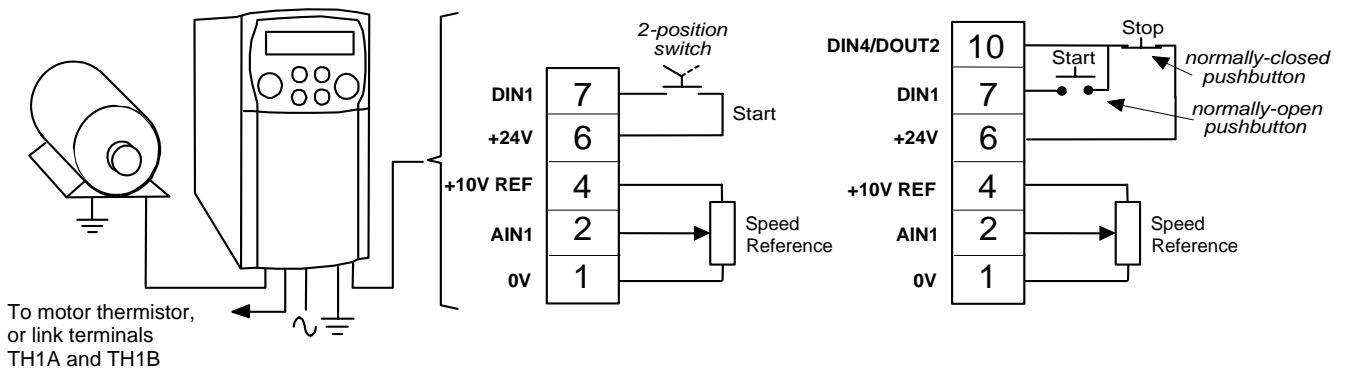 To motor thermistor,
or link terminals
TH1A and TH1B
2-position
switch
DIN1 7
Start
+24V 6
+10V REF 4
AIN1 2
Speed
Reference
0V 1
DIN4/DOUT2 10
Stop
normally-closed
pushbutton
Start
DIN1 7
normally-open
pushbutton
+24V 6
+10V REF 4
AIN1 2
Speed
Reference
0V 1